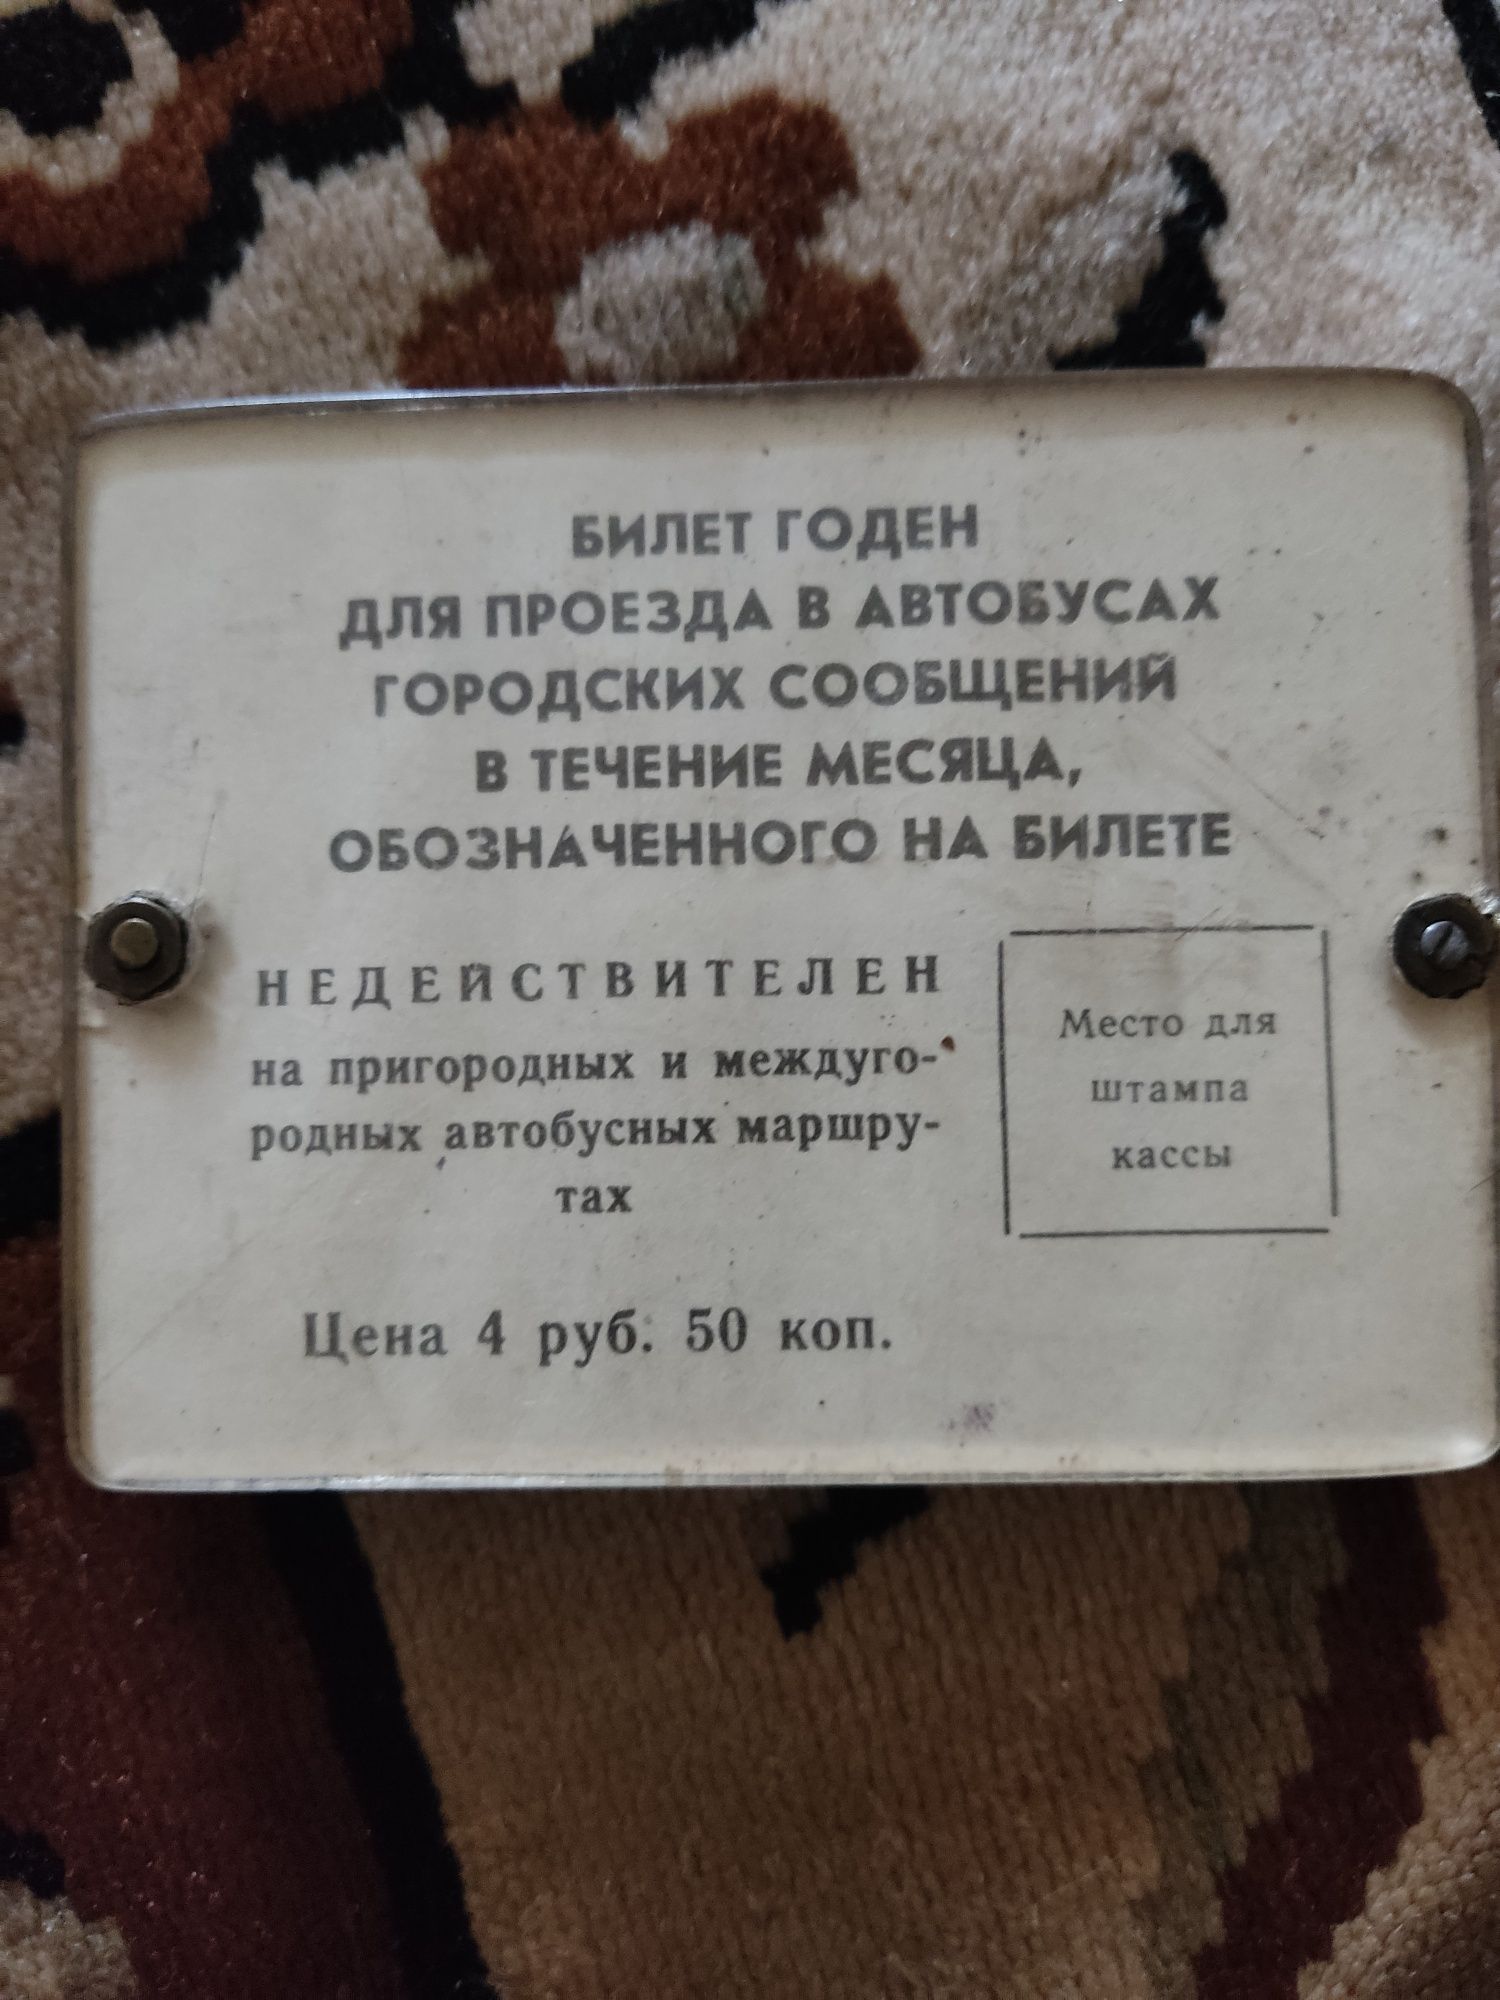 БИЛЕТ ГОДЕН
ДЛЯ ПРОЕЗДА В АВТОБУСАХ
ГОРОДСКИХ СООБЩЕНИЙ
В ТЕЧЕНИЕ МЕСЯЦА,
ОБОЗНАЧЕННОГО НА БИЛЕТЕ
НЕДЕЙСТВИТЕЛЕН
на пригородных и междуго-
родных автобусных маршру-
тах
Место для
штампа
кассы
Цена 4 руб. 50 коп.